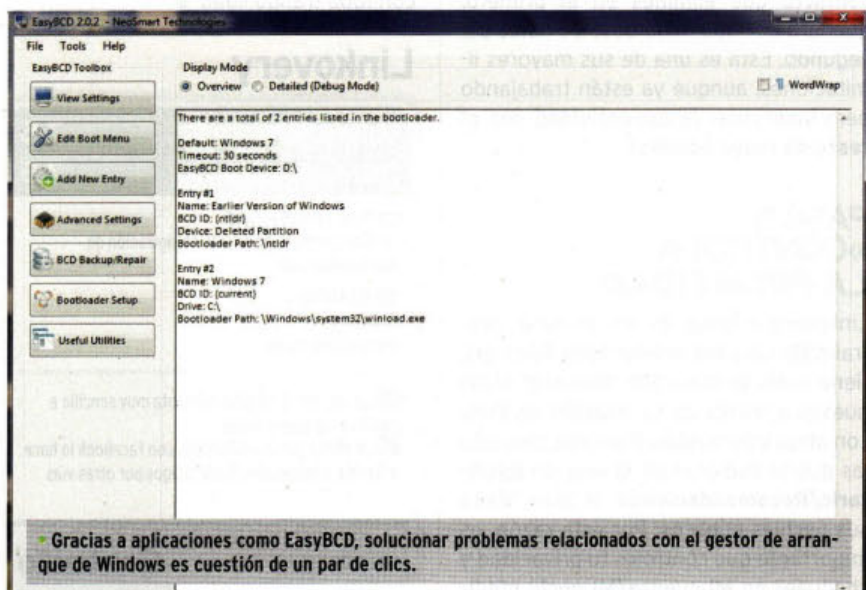 EasyBCD 2.0.2 - NeoSmart Technologies
File Tools Help
EasyBCD Toolbox
View Settings
Edit Boot Menu
Add New Entry
Advanced Settings
BCD Backup/Repair
Bootloader Setup
Useful Utilities
Display Mode
Overview Detailed (Debug Mode)
WordWrap
There are a total of 2 entries listed in the bootloader.
Default: Windows 7
Timeout: 30 seconds
EasyBCD Boot Device: D:\
Entry #1
Name: Earlier Version of Windows
BCD ID: {ntldr}
Device: Deleted Partition
Bootloader Path: \ntldr
Entry #2
Name: Windows 7
BCD ID: {current}
Drive: C:\
Bootloader Path: \Windows\system32\winload.exe
Gracias a aplicaciones como EasyBCD, solucionar problemas relacionados con el gestor de arran-
que de Windows es cuestión de un par de clics.